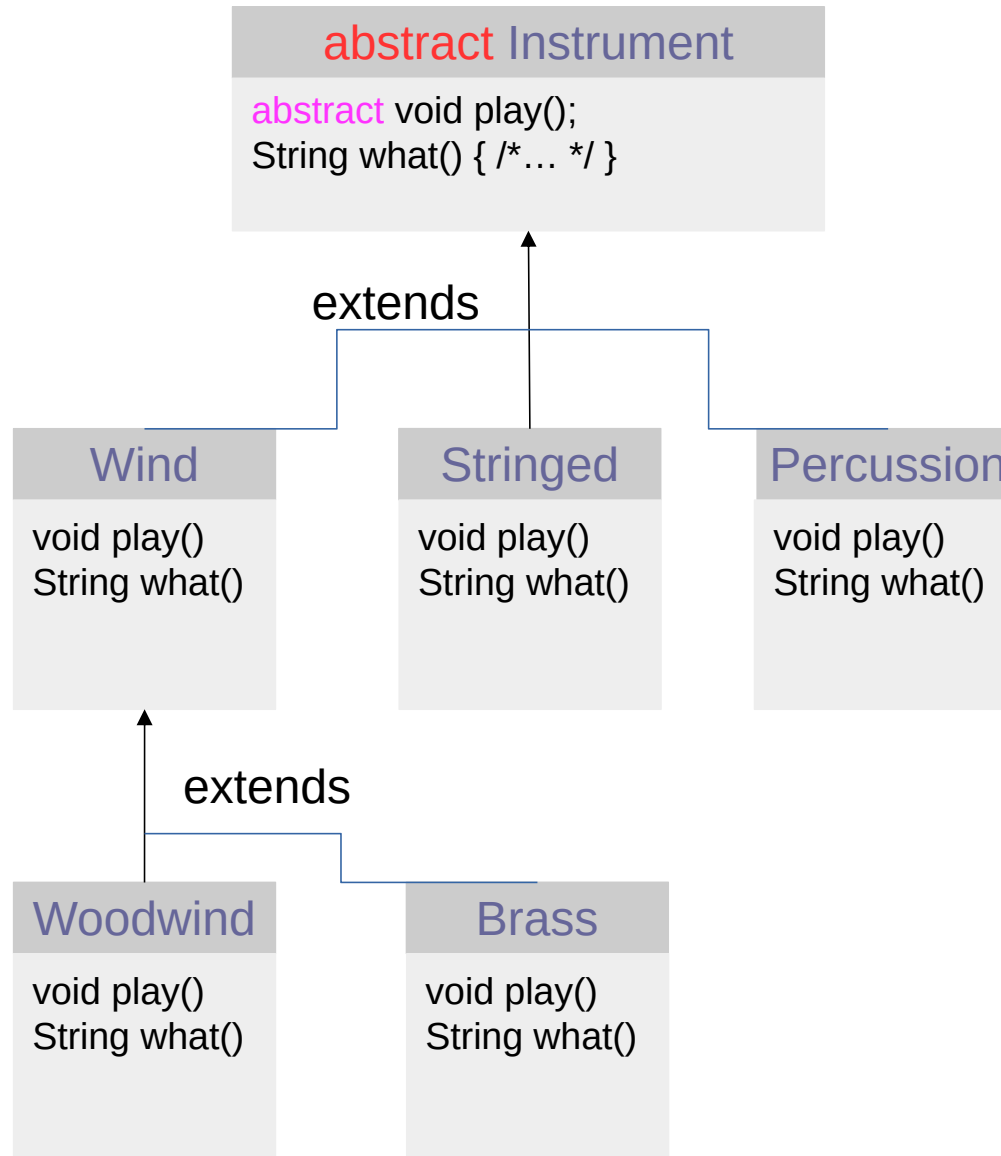 abstract Instrument
abstract void play();
String what() { /*… */ }
extends
Wind
void play()
String what()
Stringed
void play()
String what()
Percussion
void play()
String what()
extends
Woodwind
void play()
String what()
Brass
void play()
String what()